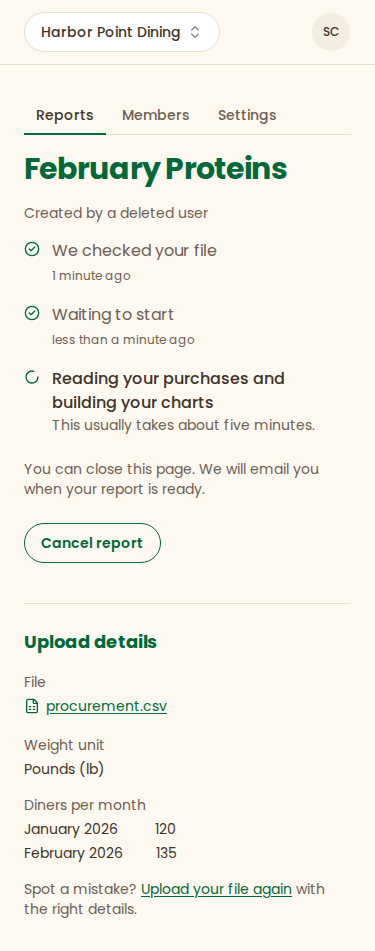 Harbor Point Dining
SC
Reports Members Settings
February Proteins
Created by a deleted user
We checked your file
1 minute ago
Waiting to start
less than a minute ago
Reading your purchases and
building your charts
This usually takes about five minutes.
You can close this page. We will email you
when your report is ready.
Cancel report
Upload details
File
procurement.csv
Weight unit
Pounds (lb)
Diners per month
January 2026 120
February 2026 135
Spot a mistake? Upload your file again with
the right details.